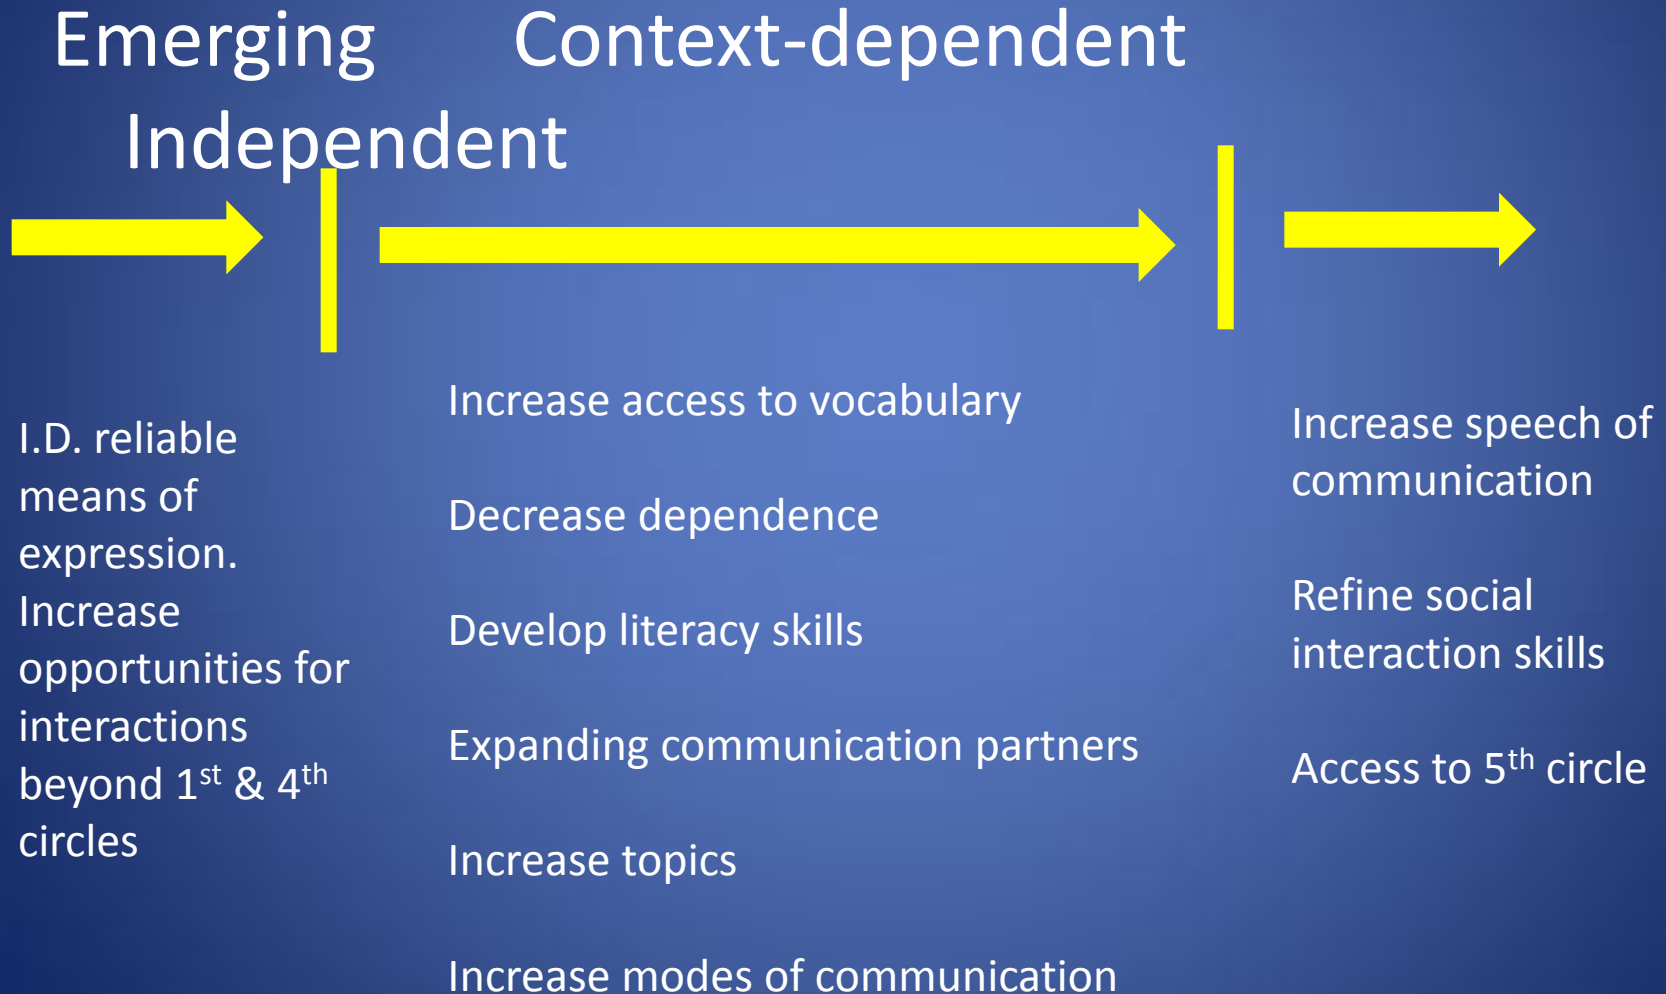 Emerging Context-dependent
Independent
I.D. reliable
means of
expression.
Increase
opportunities for
interactions
beyond 1st & 4th
circles
Increase access to vocabulary
Decrease dependence
Develop literacy skills
Expanding communication partners
Increase topics
Increase modes of communication
Increase speech of
communication
Refine social
interaction skills
Access to 5th circle